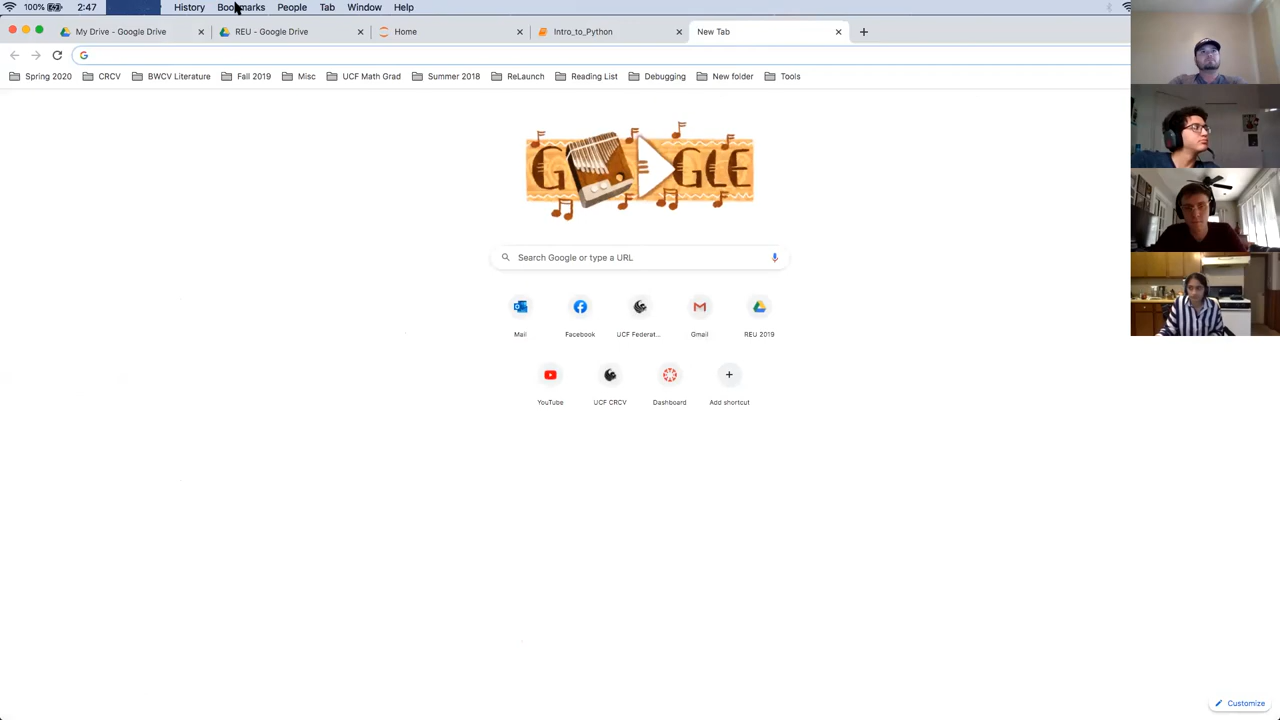 100% 2:47 History Bookmarks People Tab Window Help
My Drive - Google Drive REU - Google Drive Home Intro_to_Python New Tab
Spring 2020 CRCV BWCV Literature Fall 2019 Misc UCF Math Grad Summer 2018 ReLaunch Reading List Debugging New folder Tools
GOOGLE
Search Google or type a URL
Mail Facebook UCF Federat... Gmail REU 2019
YouTube UCF CRCV Dashboard Add shortcut
Customize